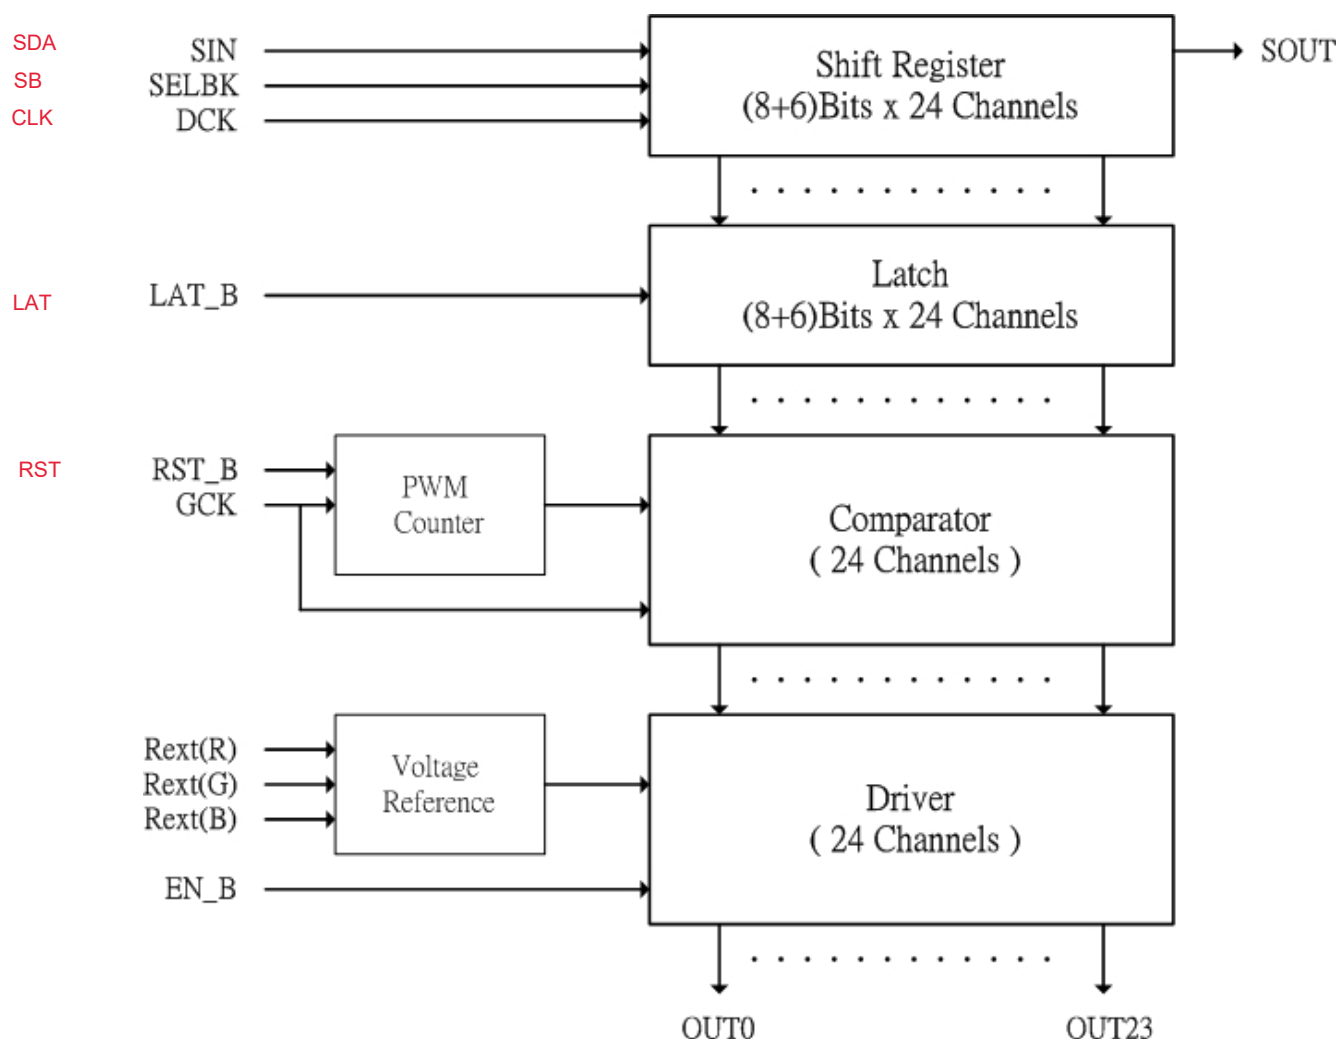 SDA SIN
SB SELBK
CLK DCK
Shift Register
(8+6)Bits x 24 Channels
SOUT
LAT LAT_B
Latch
(8+6)Bits x 24 Channels
RST RST_B
GCK
PWM
Counter
Comparator
( 24 Channels )
Rext(R)
Rext(G)
Rext(B)
Voltage
Reference
EN_B
Driver
( 24 Channels )
OUT0 OUT23